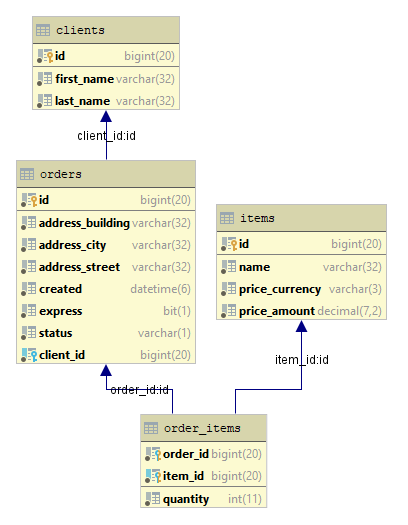 clients
id bigint(20)
first_name varchar(32)
last_name varchar(32)
client_id:id
orders
id bigint(20)
address_building varchar(32)
address_city varchar(32)
address_street varchar(32)
created datetime(6)
express bit(1)
status varchar(1)
client_id bigint(20)
items
id bigint(20)
name varchar(32)
price_currency varchar(3)
price_amount decimal(7,2)
item_id:id
order_id:id
order_items
order_id bigint(20)
item_id bigint(20)
quantity int(11)